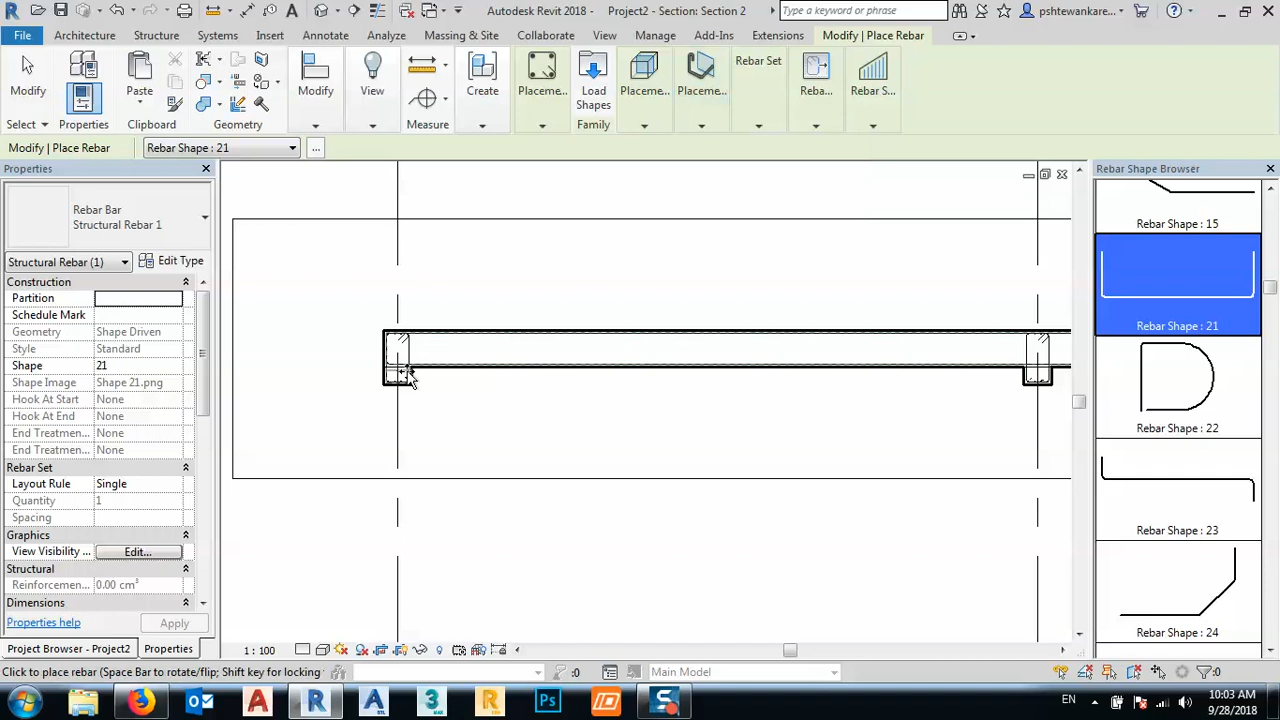 Autodesk Revit 2018 - Project2 - Section: Section 2
Type a keyword or phrase
pshtewankare...
File
Architecture
Structure
Systems
Insert
Annotate
Analyze
Massing & Site
Collaborate
View
Manage
Add-Ins
Extensions
Modify | Place Rebar
Modify
Paste
Modify
View
Create
Placeme...
Load
Shapes
Placeme...
Placeme...
Rebar Set
Reba...
Rebar S...
Select
Properties
Clipboard
Geometry
Measure
Family
Modify | Place Rebar
Rebar Shape : 21
...
Properties
Rebar Bar
Structural Rebar 1
Structural Rebar (1)
Edit Type
Construction
Partition
Schedule Mark
Geometry Shape Driven
Style Standard
Shape 21
Shape Image Shape 21.png
Hook At Start None
Hook At End None
End Treatmen... None
End Treatmen... None
Rebar Set
Layout Rule Single
Quantity 1
Spacing
Graphics
View Visibility ... Edit...
Structural
Reinforcemen... 0.00 cm³
Dimensions
Properties help
Apply
Project Browser - Project2
Properties
1 : 100
Rebar Shape Browser
Rebar Shape : 15
Rebar Shape : 21
Rebar Shape : 22
Rebar Shape : 23
Rebar Shape : 24
Click to place rebar (Space Bar to rotate/flip; Shift key for locking
:0
Main Model
:0
EN
10:03 AM
9/28/2018